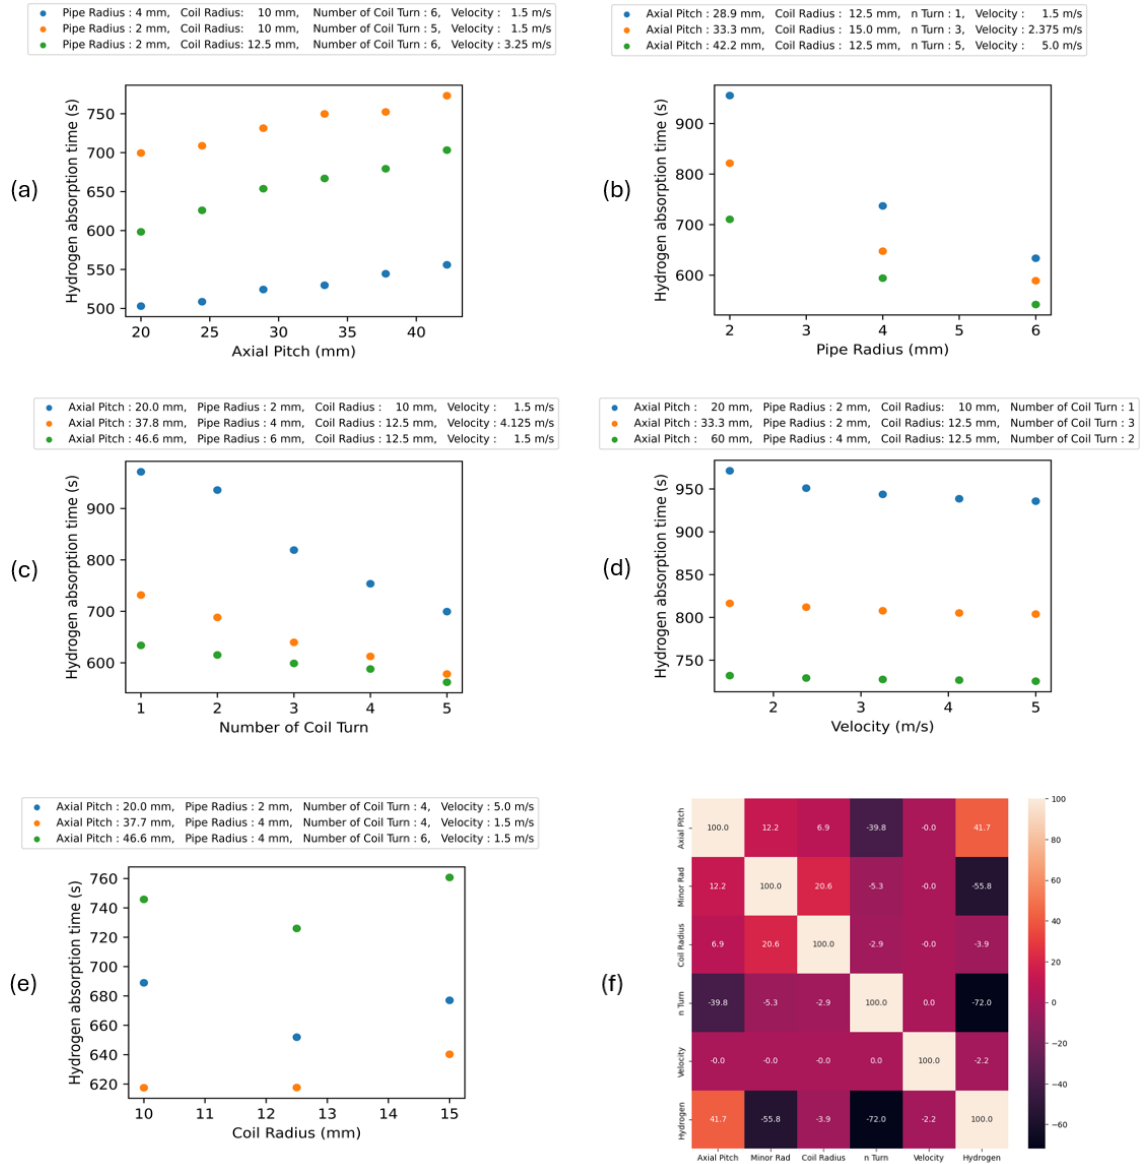 Pipe Radius : 4 mm, Coil Radius: 10 mm, Number of Coil Turn : 6, Velocity : 1.5 m/s
Pipe Radius : 2 mm, Coil Radius: 10 mm, Number of Coil Turn : 5, Velocity : 1.5 m/s
Pipe Radius : 2 mm, Coil Radius: 12.5 mm, Number of Coil Turn : 6, Velocity : 3.25 m/s
(a)
Hydrogen absorption time (s)
750
700
650
600
550
500
20 25 30 35 40
Axial Pitch (mm)
Axial Pitch : 28.9 mm, Coil Radius : 12.5 mm, n Turn : 1, Velocity : 1.5 m/s
Axial Pitch : 33.3 mm, Coil Radius : 15.0 mm, n Turn : 3, Velocity : 2.375 m/s
Axial Pitch : 42.2 mm, Coil Radius : 12.5 mm, n Turn : 5, Velocity : 5.0 m/s
(b)
Hydrogen absorption time (s)
900
800
700
600
2 3 4 5 6
Pipe Radius (mm)
Axial Pitch : 20.0 mm, Pipe Radius : 2 mm, Coil Radius : 10 mm, Velocity : 1.5 m/s
Axial Pitch : 37.8 mm, Pipe Radius : 4 mm, Coil Radius : 12.5 mm, Velocity : 4.125 m/s
Axial Pitch : 46.6 mm, Pipe Radius : 6 mm, Coil Radius : 12.5 mm, Velocity : 1.5 m/s
(c)
Hydrogen absorption time (s)
900
800
700
600
1 2 3 4 5
Number of Coil Turn
Axial Pitch : 20 mm, Pipe Radius : 2 mm, Coil Radius: 10 mm, Number of Coil Turn : 1
Axial Pitch : 33.3 mm, Pipe Radius : 2 mm, Coil Radius: 12.5 mm, Number of Coil Turn : 3
Axial Pitch : 60 mm, Pipe Radius : 4 mm, Coil Radius: 12.5 mm, Number of Coil Turn : 2
(d)
Hydrogen absorption time (s)
950
900
850
800
750
2 3 4 5
Velocity (m/s)
Axial Pitch : 20.0 mm, Pipe Radius : 2 mm, Number of Coil Turn : 4, Velocity : 5.0 m/s
Axial Pitch : 37.7 mm, Pipe Radius : 4 mm, Number of Coil Turn : 4, Velocity : 1.5 m/s
Axial Pitch : 46.6 mm, Pipe Radius : 4 mm, Number of Coil Turn : 6, Velocity : 1.5 m/s
(e)
Hydrogen absorption time (s)
760
740
720
700
680
660
640
620
10 11 12 13 14 15
Coil Radius (mm)
(f)
Axial Pitch 100.0 12.2 6.9 -39.8 -0.0 41.7
Minor Rad 12.2 100.0 20.6 -5.3 -0.0 -55.8
Coil Radius 6.9 20.6 100.0 -2.9 -0.0 -3.9
n Turn -39.8 -5.3 -2.9 100.0 0.0 -72.0
Velocity -0.0 -0.0 -0.0 0.0 100.0 -2.2
Hydrogen 41.7 -55.8 -3.9 -72.0 -2.2 100.0
Axial Pitch Minor Rad Coil Radius n Turn Velocity Hydrogen
100
80
60
40
20
0
−20
−40
−60